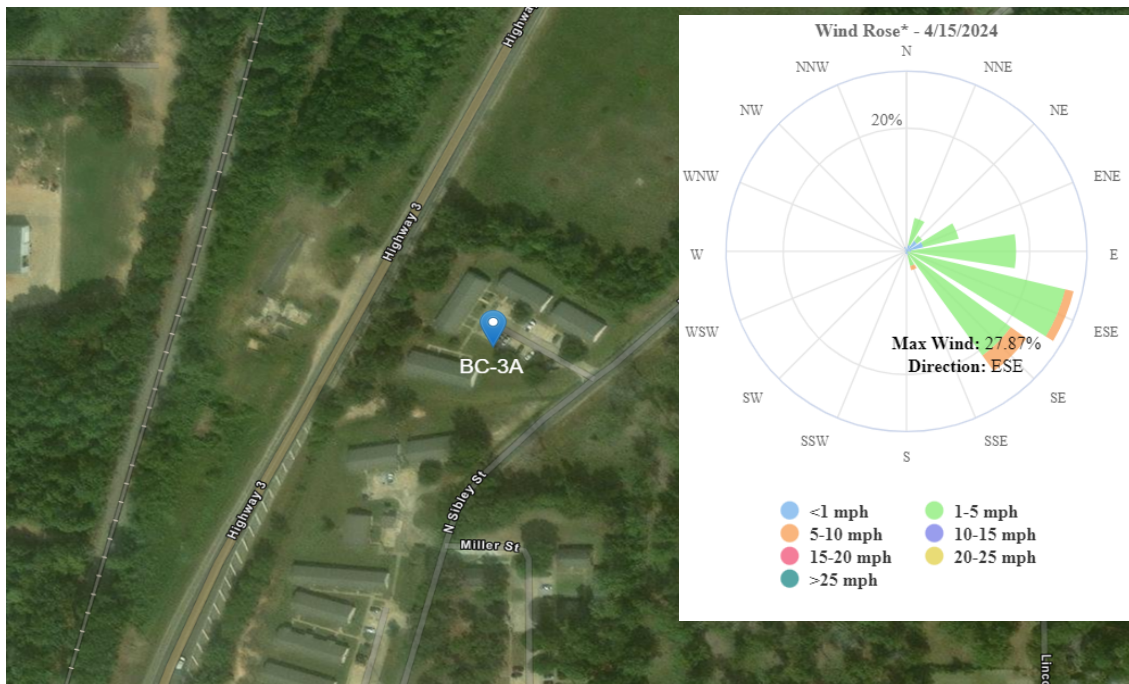 Highway
Highway 3
BC-3A
Highway 3
N Sibley St
Miller St
Wind Rose* - 4/15/2024
N
NNW
NNE
NW
NE
20%
WNW
ENE
W
E
WSW
ESE
Max Wind: 27.87%
Direction: ESE
SW
SE
SSW
SSE
S
<1 mph
1-5 mph
5-10 mph
10-15 mph
15-20 mph
20-25 mph
>25 mph